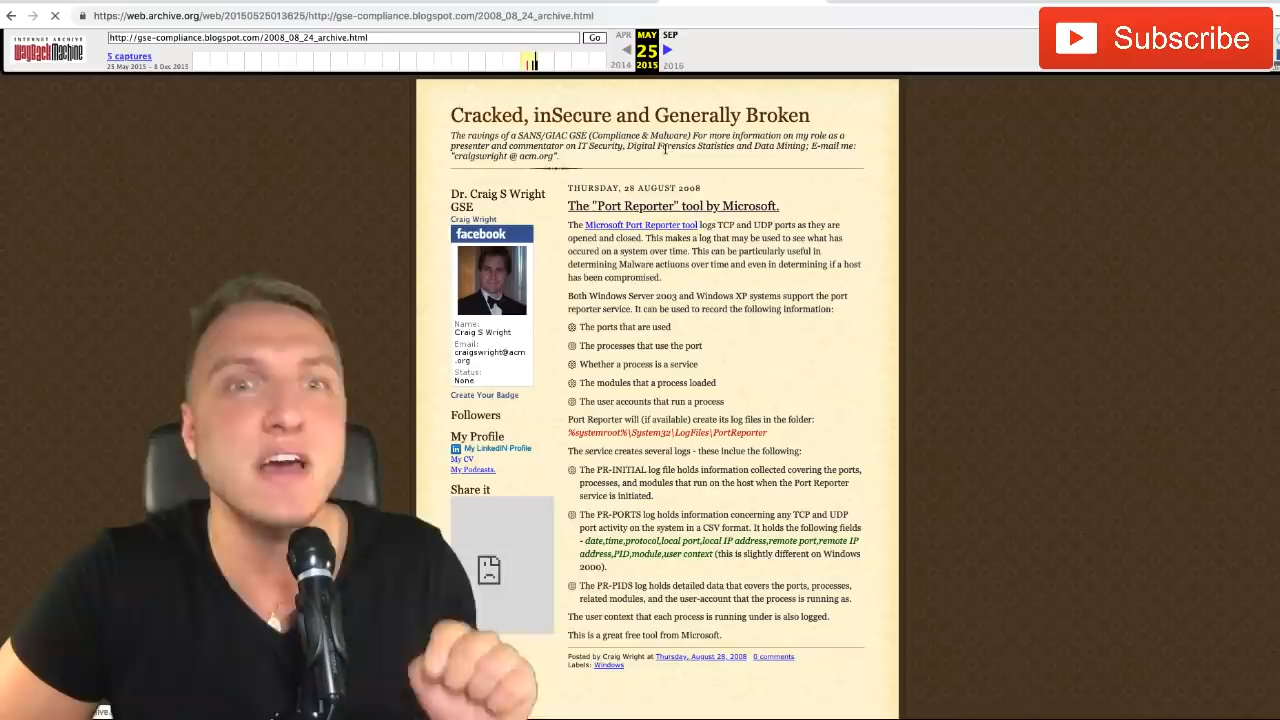 https://web.archive.org/web/20150525013625/http://gse-compliance.blogspot.com/2008_08_24_archive.html
INTERNET ARCHIVE
WayBackMachine
http://gse-compliance.blogspot.com/2008_08_24_archive.html
Go
APR MAY SEP
5 captures
25
25 May 2015 - 8 Dec 2015
2014 2015 2016
Subscribe
Cracked, inSecure and Generally Broken
The ravings of a SANS/GIAC GSE (Compliance & Malware) For more information on my role as a
presenter and commentator on IT Security, Digital Forensics Statistics and Data Mining; E-mail me:
"craigswright @ acm.org".
Dr. Craig S Wright
GSE
Craig Wright
facebook
Name:
Craig S Wright
Email:
craigswright@acm
.org
Status:
None
Create Your Badge
Followers
My Profile
in My LinkedIN Profile
My CV
My Podcasts.
Share it
THURSDAY, 28 AUGUST 2008
The "Port Reporter" tool by Microsoft.
The Microsoft Port Reporter tool logs TCP and UDP ports as they are
opened and closed. This makes a log that may be used to see what has
occured on a system over time. This can be particularly useful in
determining Malware actiuons over time and even in determining if a host
has been compromised.
Both Windows Server 2003 and Windows XP systems support the port
reporter service. It can be used to record the following information:
The ports that are used
The processes that use the port
Whether a process is a service
The modules that a process loaded
The user accounts that run a process
Port Reporter will (if available) create its log files in the folder:
%systemroot%\System32\LogFiles\PortReporter
The service creates several logs - these inclue the following:
The PR-INITIAL log file holds information collected covering the ports,
processes, and modules that run on the host when the Port Reporter
service is initiated.
The PR-PORTS log holds information concerning any TCP and UDP
port activity on the system in a CSV format. It holds the following fields
- date,time,protocol,local port,local IP address,remote port,remote IP
address,PID,module,user context (this is slightly different on Windows
2000).
The PR-PIDS log holds detailed data that covers the ports, processes,
related modules, and the user-account that the process is running as.
The user context that each process is running under is also logged.
This is a great free tool from Microsoft.
Posted by Craig Wright at Thursday, August 28, 2008 0 comments
Labels: Windows